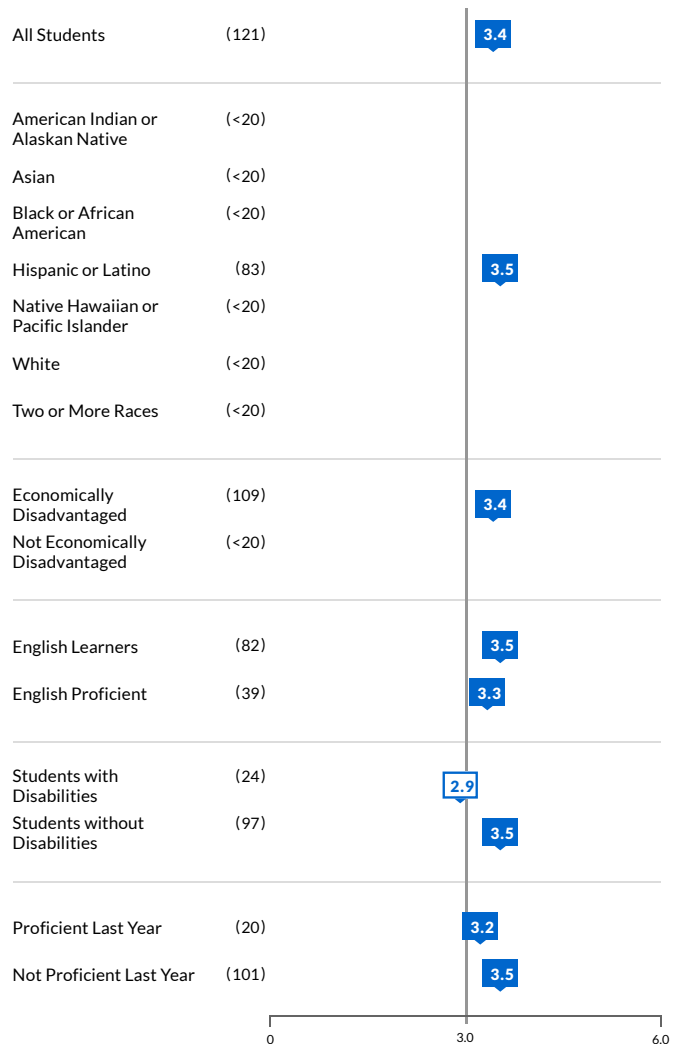 All Students (121) 3.4
American Indian or (<20)
Alaskan Native
Asian (<20)
Black or African (<20)
American
Hispanic or Latino (83) 3.5
Native Hawaiian or (<20)
Pacific Islander
White (<20)
Two or More Races (<20)
Economically (109) 3.4
Disadvantaged
Not Economically (<20)
Disadvantaged
English Learners (82) 3.5
English Proficient (39) 3.3
Students with (24) 2.9
Disabilities
Students without (97) 3.5
Disabilities
Proficient Last Year (20) 3.2
Not Proficient Last Year (101) 3.5
0 3.0 6.0